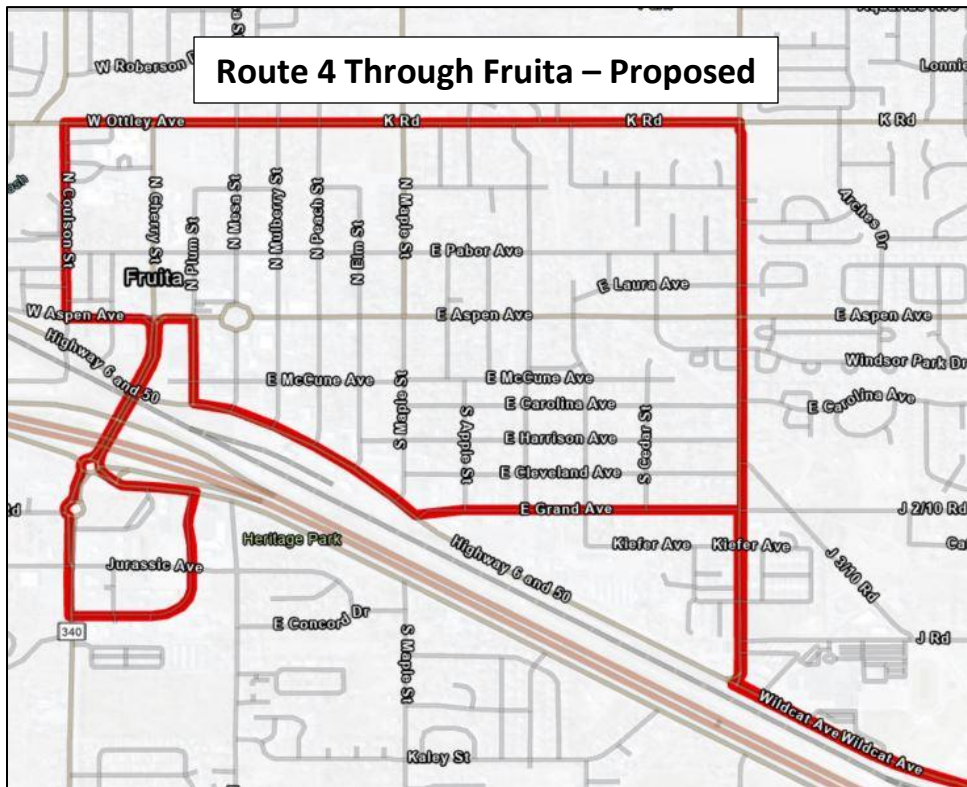 Route 4 Through Fruita – Proposed
W Roberson
Lonnie
W Ottley Ave
K Rd
K Rd
K Rd
N Coulson St
N Cherry St
N Plum St
N Mesa St
N Mulberry St
N Peach St
N Elm St
N Maple St
Arches Dr
E Pabor Ave
Fruita
E Laura Ave
W Aspen Ave
E Aspen Ave
E Aspen Ave
Highway 6 and 50
Windsor Park Dr
E McCune Ave
E McCune Ave
S Maple St
E Carolina Ave
E Carolina Ave
S Apple St
S Cedar St
E Harrison Ave
E Cleveland Ave
Rd
E Grand Ave
J 2/10 Rd
Heritage Park
Highway 6 and 50
Kiefer Ave
Kiefer Ave
J 3/10 Rd
Jurassic Ave
E Concord Dr
340
S Maple St
J Rd
Wildcat Ave
Wildcat Ave
Kaley St